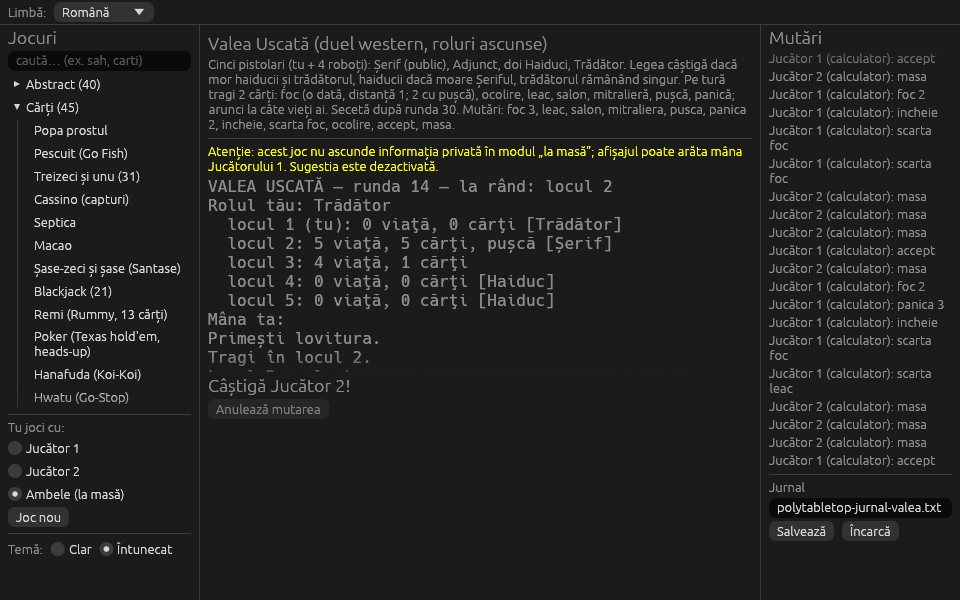 Limbă: Română
Jocuri
caută... (ex. sah, carti)
Abstract (40)
Cărți (45)
Popa prostul
Pescuit (Go Fish)
Treizeci și unu (31)
Cassino (capturi)
Septica
Macao
Șase-zeci și șase (Santase)
Blackjack (21)
Remi (Rummy, 13 cărți)
Poker (Texas hold'em,
heads-up)
Hanafuda (Koi-Koi)
Hwatu (Go-Stop)
Tu joci cu:
Jucător 1
Jucător 2
Ambele (la masă)
Joc nou
Temă: Clar Întunecat
Valea Uscată (duel western, roluri ascunse)
Cinci pistolari (tu + 4 roboți): Șerif (public), Adjunct, doi Haiduci, Trădător. Legea câștigă dacă
mor haiducii și trădătorul, haiducii dacă moare Șeriful, trădătorul rămânând singur. Pe tură
tragi 2 cărți: foc (o dată, distanță 1; 2 cu pușcă), ocolire, leac, salon, mitralieră, pușcă, panică;
arunci la câte vieți ai. Secetă după runda 30. Mutări: foc 3, leac, salon, mitraliera, pusca, panica
2, incheie, scarta foc, ocolire, accept, masa.
Atenție: acest joc nu ascunde informația privată în modul „la masă”; afișajul poate arăta mâna
Jucătorului 1. Sugestia este dezactivată.
VALEA USCATĂ — runda 14 — la rând: locul 2
Rolul tău: Trădător
locul 1 (tu): 0 viață, 0 cărți [Trădător]
locul 2: 5 viață, 5 cărți, pușcă [Șerif]
locul 3: 4 viață, 1 cărți
locul 4: 0 viață, 0 cărți [Haiduc]
locul 5: 0 viață, 0 cărți [Haiduc]
Mâna ta:
Primești lovitura.
Tragi în locul 2.
Câștigă Jucător 2!
Anulează mutarea
Mutări
Jucător 1 (calculator): accept
Jucător 2 (calculator): masa
Jucător 1 (calculator): foc 2
Jucător 1 (calculator): incheie
Jucător 1 (calculator): scarta
foc
Jucător 1 (calculator): scarta
foc
Jucător 2 (calculator): masa
Jucător 2 (calculator): masa
Jucător 2 (calculator): masa
Jucător 1 (calculator): accept
Jucător 2 (calculator): masa
Jucător 1 (calculator): foc 2
Jucător 1 (calculator): panica 3
Jucător 1 (calculator): incheie
Jucător 1 (calculator): scarta
foc
Jucător 1 (calculator): scarta
leac
Jucător 2 (calculator): masa
Jucător 2 (calculator): masa
Jucător 2 (calculator): masa
Jucător 1 (calculator): accept
Jurnal
polytabletop-jurnal-valea.txt
Salvează Încarcă